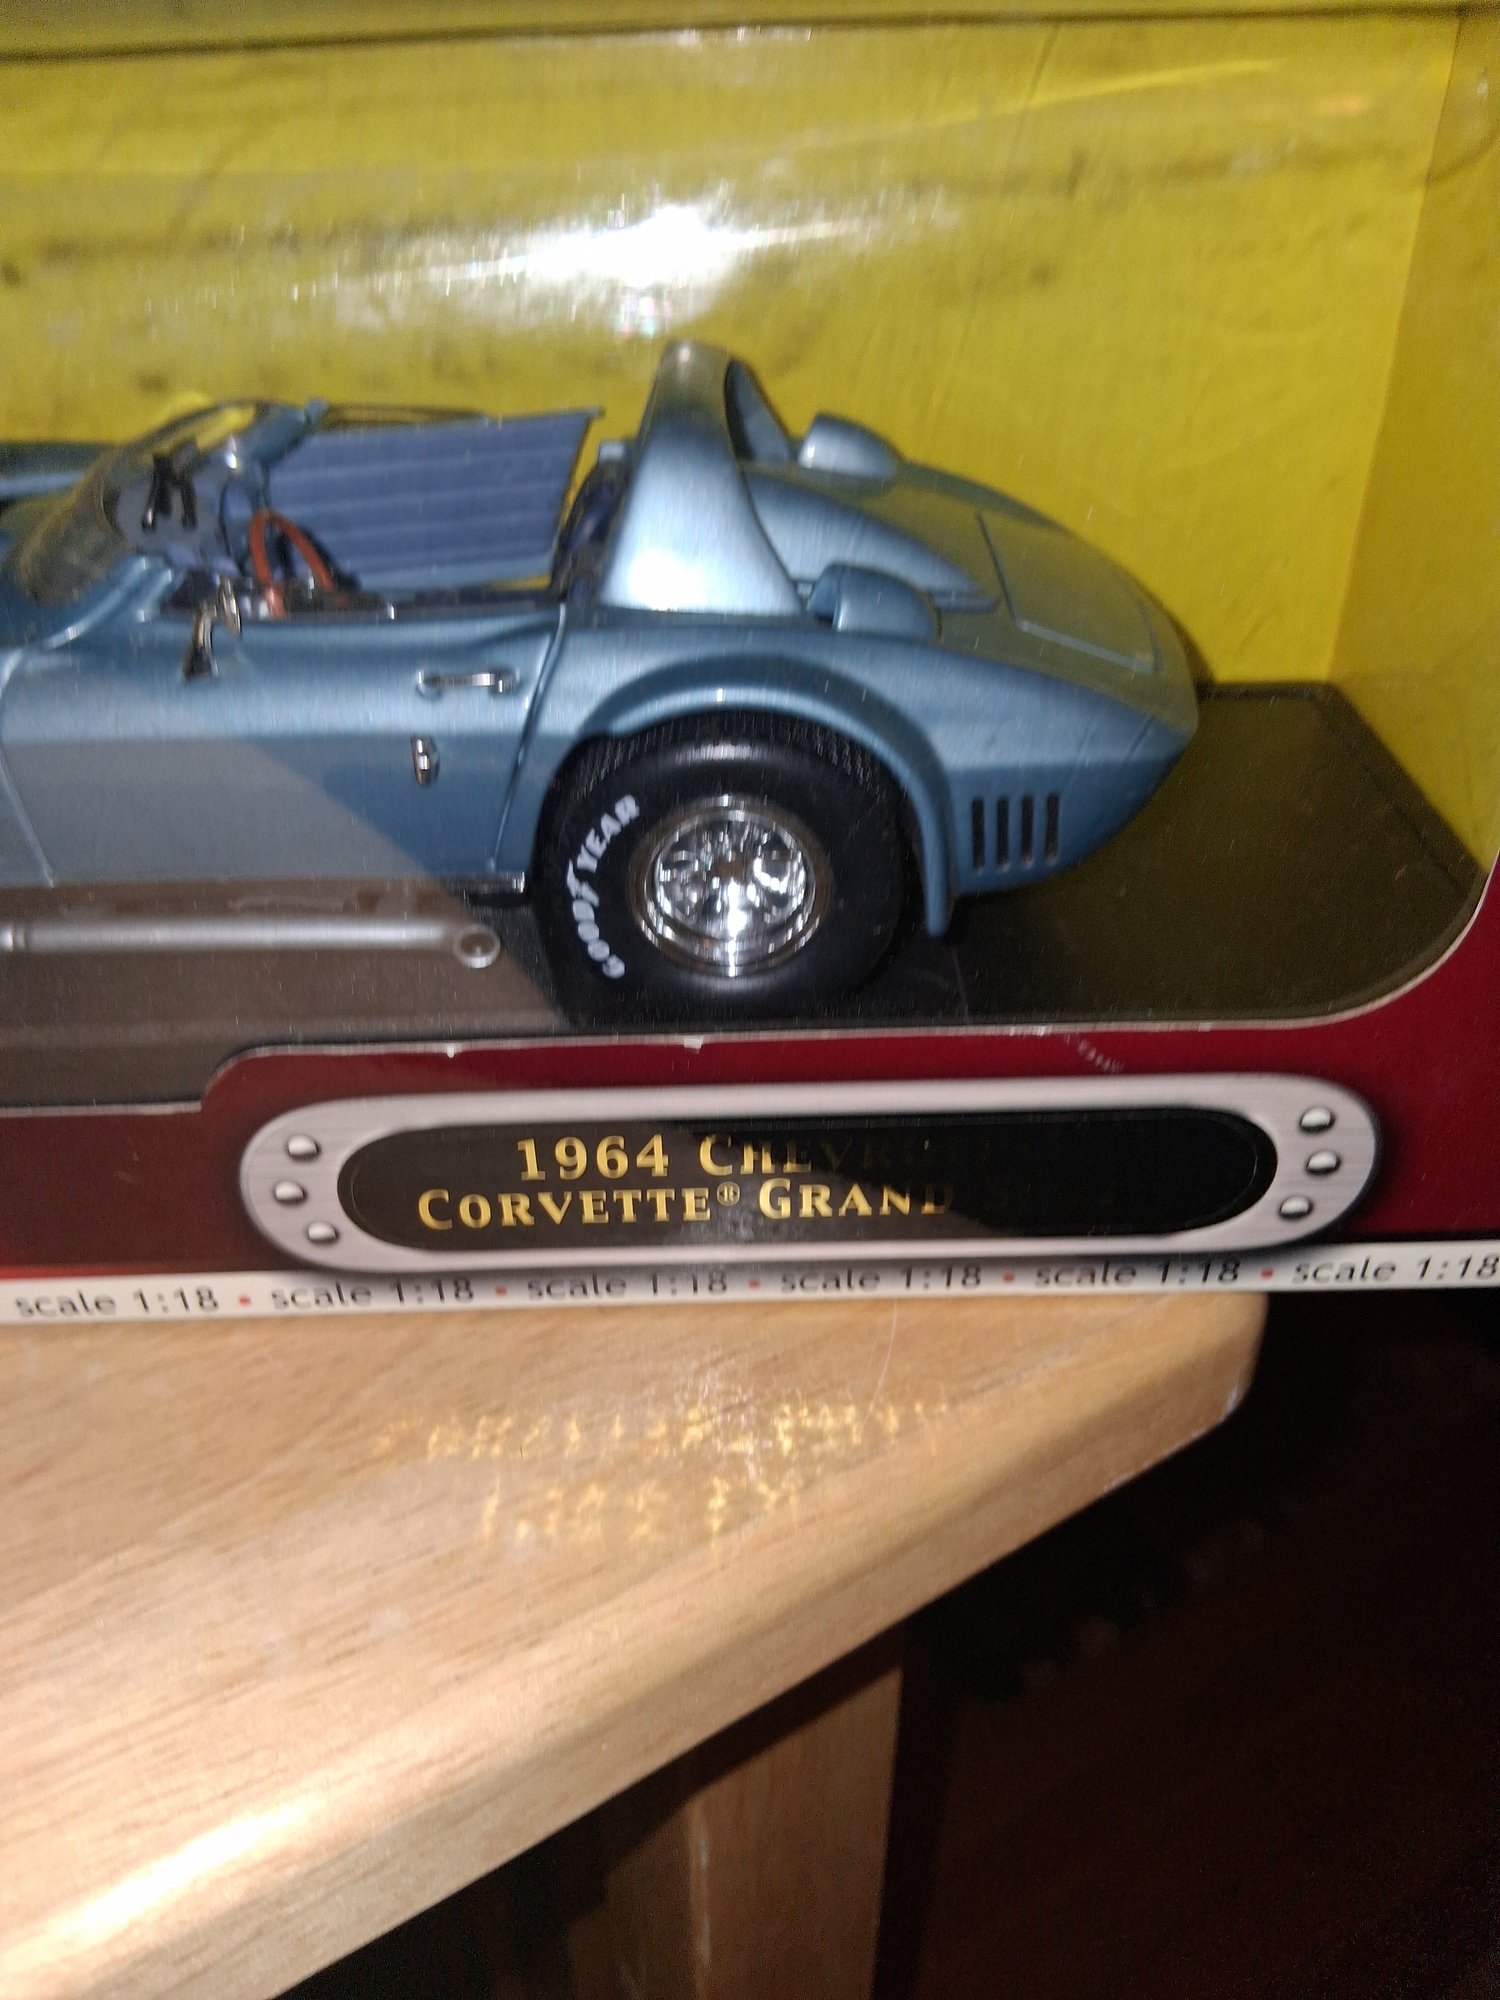 GOODYEAR
1964 CHEVROLET
CORVETTE® GRAND
scale 1:18 • scale 1:18 • scale 1:18 • scale 1:18 • scale 1:18 • scale 1:18